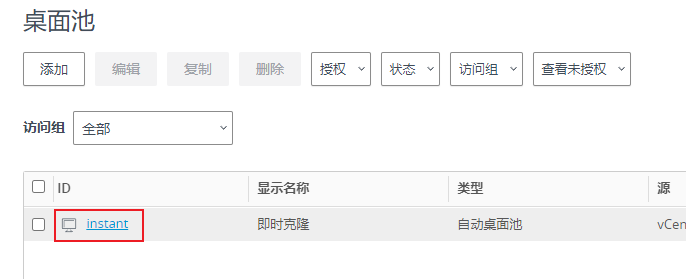 桌面池
添加 编辑 复制 删除 授权 状态 访问组 查看未授权
访问组 全部
ID 显示名称 类型 源
instant 即时克隆 自动桌面池 vCen